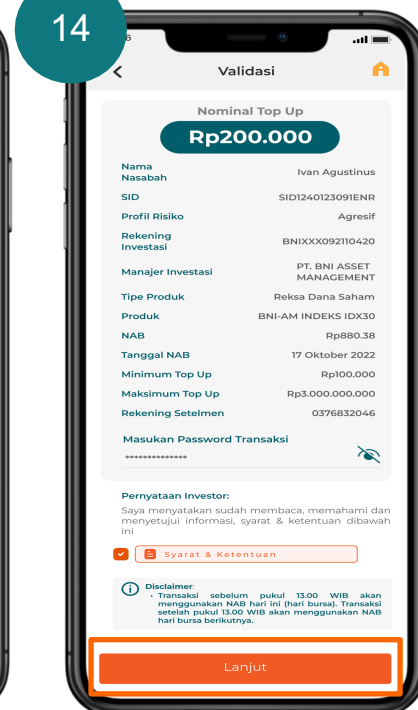 14
6
Validasi
Nominal Top Up
Rp200.000
Nama
Nasabah
Ivan Agustinus
SID SID1240123091ENR
Profil Risiko Agresif
Rekening
Investasi
BNIXXX092110420
Manajer Investasi
PT. BNI ASSET
MANAGEMENT
Tipe Produk Reksa Dana Saham
Produk BNI-AM INDEKS IDX30
NAB Rp880.38
Tanggal NAB 17 Oktober 2022
Minimum Top Up Rp100.000
Maksimum Top Up Rp3.000.000.000
Rekening Setelmen 0376832046
Masukan Password Transaksi
**************
Pernyataan Investor:
Saya menyatakan sudah membaca, memahami dan
menyetujui informasi, syarat & ketentuan dibawah
ini
Syarat & Ketentuan
Disclaimer:
• Transaksi sebelum pukul 13.00 WIB akan
menggunakan NAB hari ini (hari bursa). Transaksi
setelah pukul 13.00 WIB akan menggunakan NAB
hari bursa berikutnya.
Lanjut